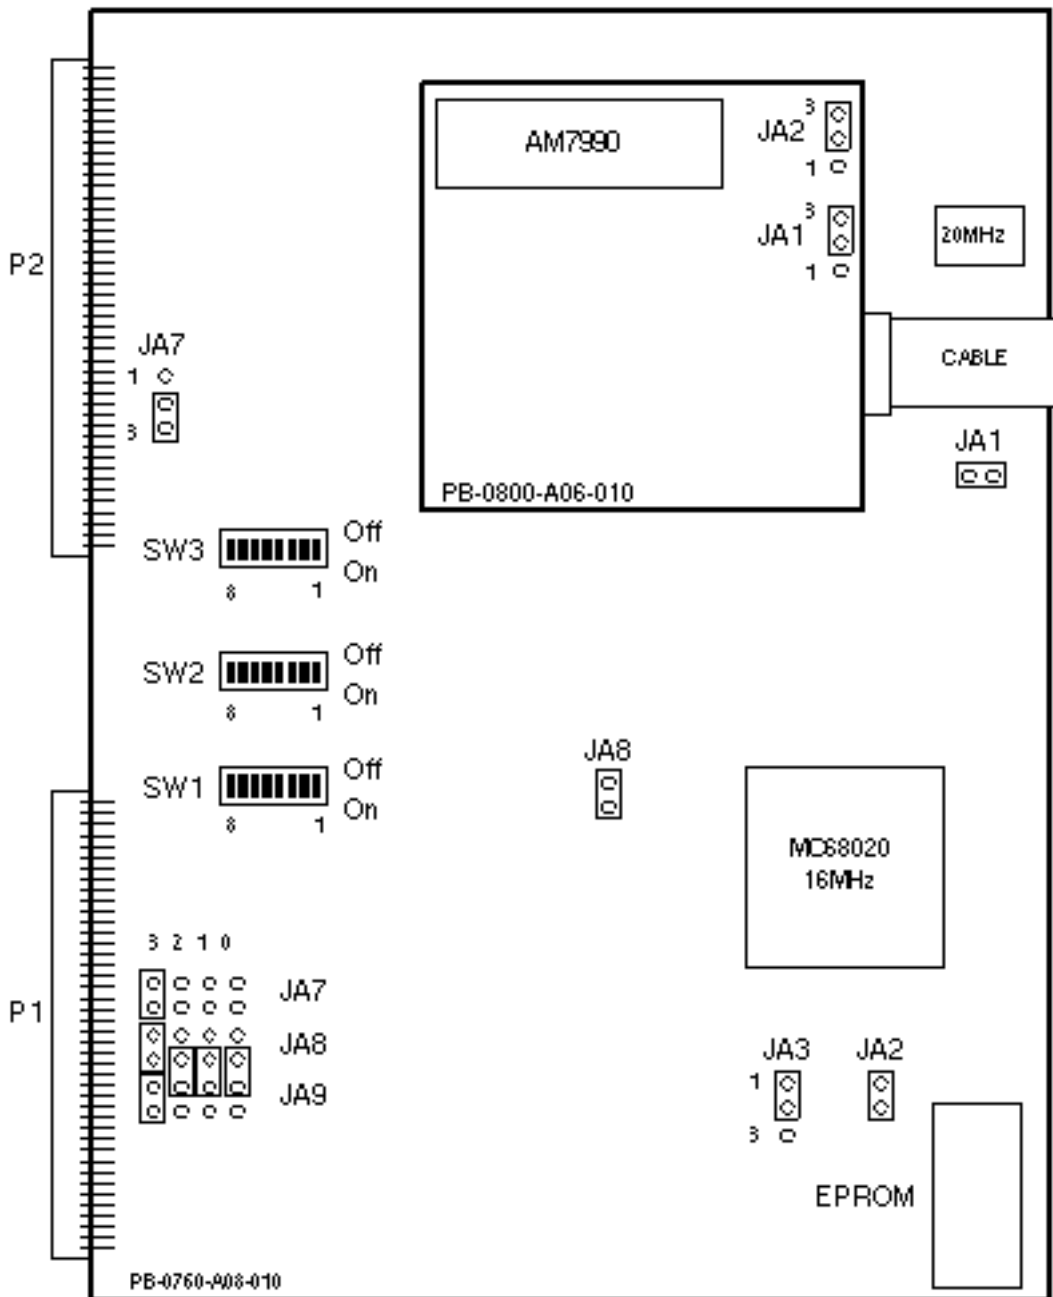 3
JA2
AM7990
1
3
JA1
20MHz
1
P2
JA7
CABLE
1
3
JA1
PB-0800-A06-010
Off
SW3
On
8 1
Off
SW2
On
8 1
JA8
Off
SW1
On
8 1
MC68020
16MHz
3 2 1 0
JA7
P1
JA8
JA3 JA2
1
JA9
3
EPROM
PB-0760-A08-010